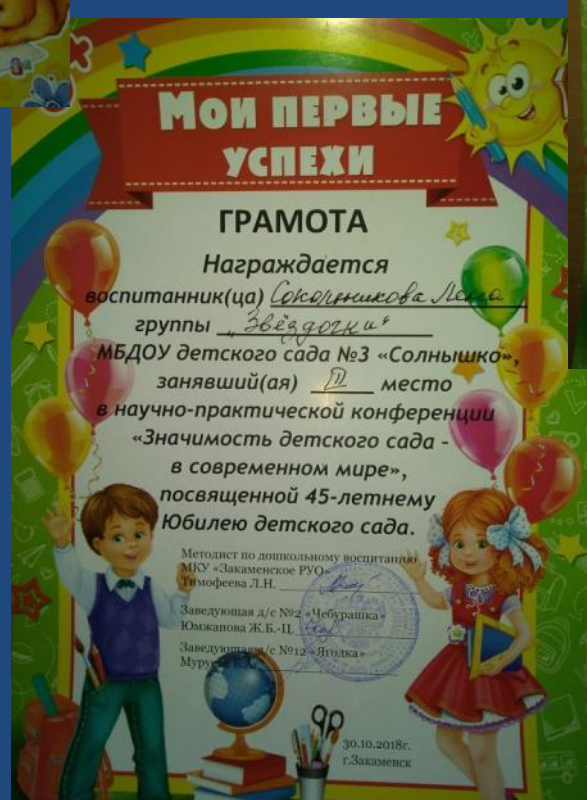 МОИ ПЕРВЫЕ
УСПЕХИ
ГРАМОТА
Награждается
воспитанник(ца) Сокольникова Лена
группы „Звёздочки“
МБДОУ детского сада №3 «Солнышко»,
занявший(ая) II место
в научно-практической конференции
«Значимость детского сада -
в современном мире»,
посвященной 45-летнему
Юбилею детского сада.
Методист по дошкольному воспитанию
МКУ «Закаменское РУО»
Тимофеева Л.Н.
Заведующая д/с №2 «Чебурашка»
Юмжапова Ж.Б.-Ц.
Заведующая д/с №12 «Ягодка»
30.10.2018г.
г.Закаменск